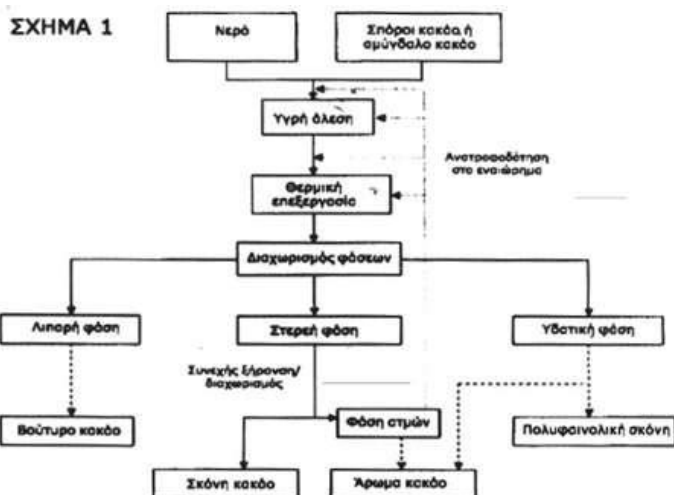 ΣΧΗΜΑ 1
Νερό
Σπόροι κακάο ή
αμύγδαλο κακάο
Υγρή άλεση
Ανατροφοδότηση
στο εναιώρημα
Θερμική
επεξεργασία
Διαχωρισμός φάσεων
Λιπαρή φάση
Στερεή φάση
Υδατική φάση
Συνεχής ξήρανση/
διαχωρισμός
Βούτυρο κακάο
Φάση ατμών
Πολυφαινολική σκόνη
Σκόνη κακάο
Άρωμα κακάο